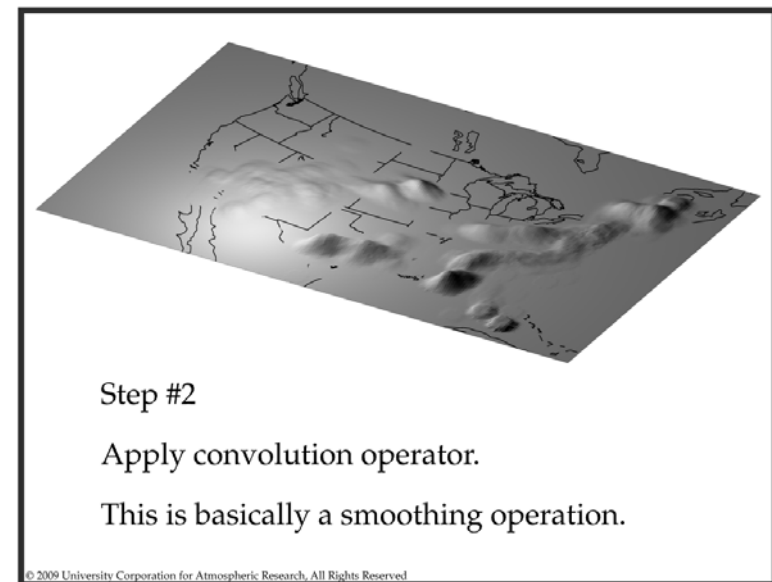 Step #2
Apply convolution operator.
This is basically a smoothing operation.
© 2009 University Corporation for Atmospheric Research, All Rights Reserved